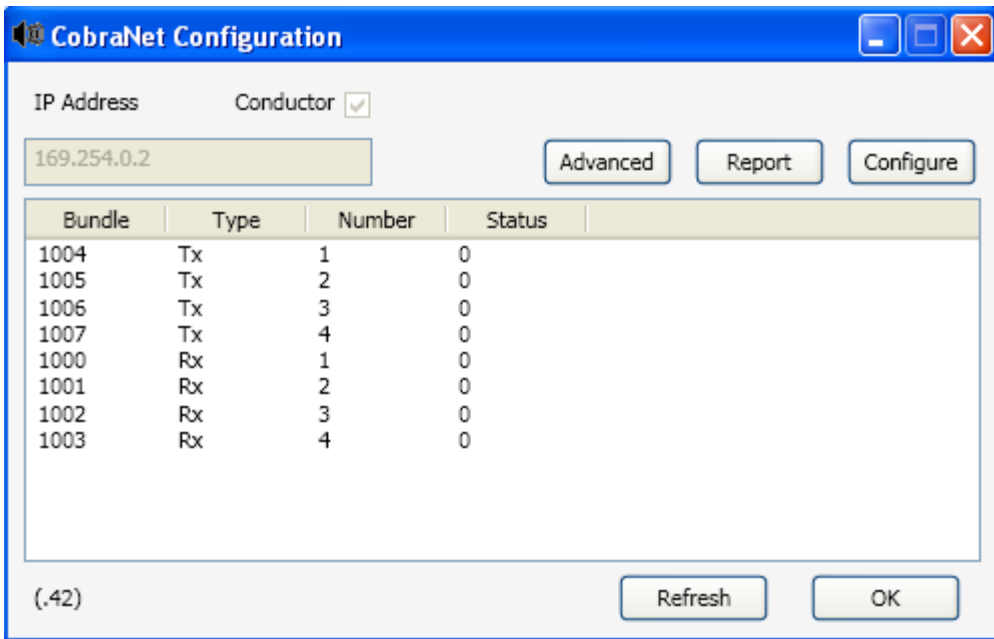 CobraNet Configuration
IP Address Conductor
169.254.0.2 Advanced Report Configure
Bundle Type Number Status
1004 Tx 1 0
1005 Tx 2 0
1006 Tx 3 0
1007 Tx 4 0
1000 Rx 1 0
1001 Rx 2 0
1002 Rx 3 0
1003 Rx 4 0
(.42) Refresh OK